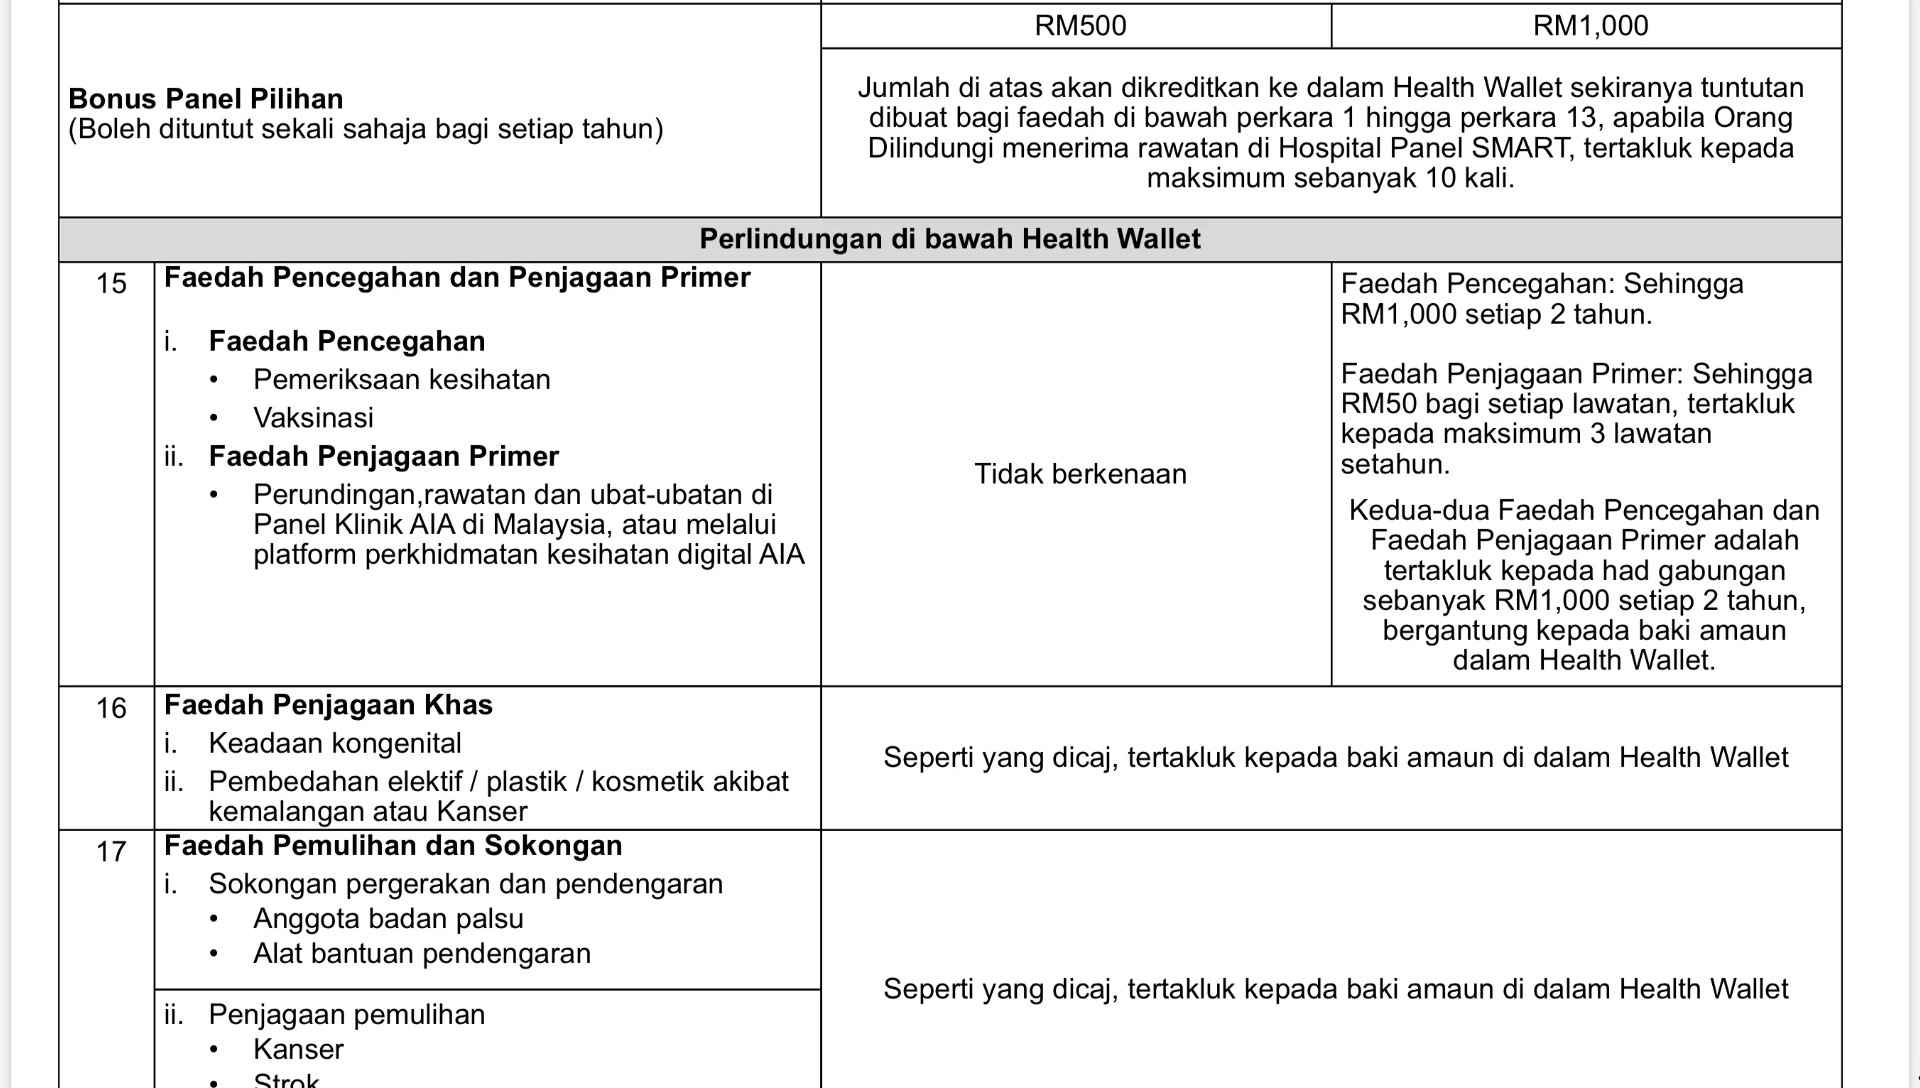 RM500
RM1,000
Bonus Panel Pilihan
(Boleh dituntut sekali sahaja bagi setiap tahun)
Jumlah di atas akan dikreditkan ke dalam Health Wallet sekiranya tuntutan
dibuat bagi faedah di bawah perkara 1 hingga perkara 13, apabila Orang
Dilindungi menerima rawatan di Hospital Panel SMART, tertakluk kepada
maksimum sebanyak 10 kali.
Perlindungan di bawah Health Wallet
15
Faedah Pencegahan dan Penjagaan Primer
i. Faedah Pencegahan
• Pemeriksaan kesihatan
• Vaksinasi
ii. Faedah Penjagaan Primer
• Perundingan,rawatan dan ubat-ubatan di
Panel Klinik AIA di Malaysia, atau melalui
platform perkhidmatan kesihatan digital AIA
Tidak berkenaan
Faedah Pencegahan: Sehingga
RM1,000 setiap 2 tahun.
Faedah Penjagaan Primer: Sehingga
RM50 bagi setiap lawatan, tertakluk
kepada maksimum 3 lawatan
setahun.
Kedua-dua Faedah Pencegahan dan
Faedah Penjagaan Primer adalah
tertakluk kepada had gabungan
sebanyak RM1,000 setiap 2 tahun,
bergantung kepada baki amaun
dalam Health Wallet.
16
Faedah Penjagaan Khas
i. Keadaan kongenital
ii. Pembedahan elektif / plastik / kosmetik akibat
kemalangan atau Kanser
Seperti yang dicaj, tertakluk kepada baki amaun di dalam Health Wallet
17
Faedah Pemulihan dan Sokongan
i. Sokongan pergerakan dan pendengaran
• Anggota badan palsu
• Alat bantuan pendengaran
ii. Penjagaan pemulihan
• Kanser
• Strok
Seperti yang dicaj, tertakluk kepada baki amaun di dalam Health Wallet